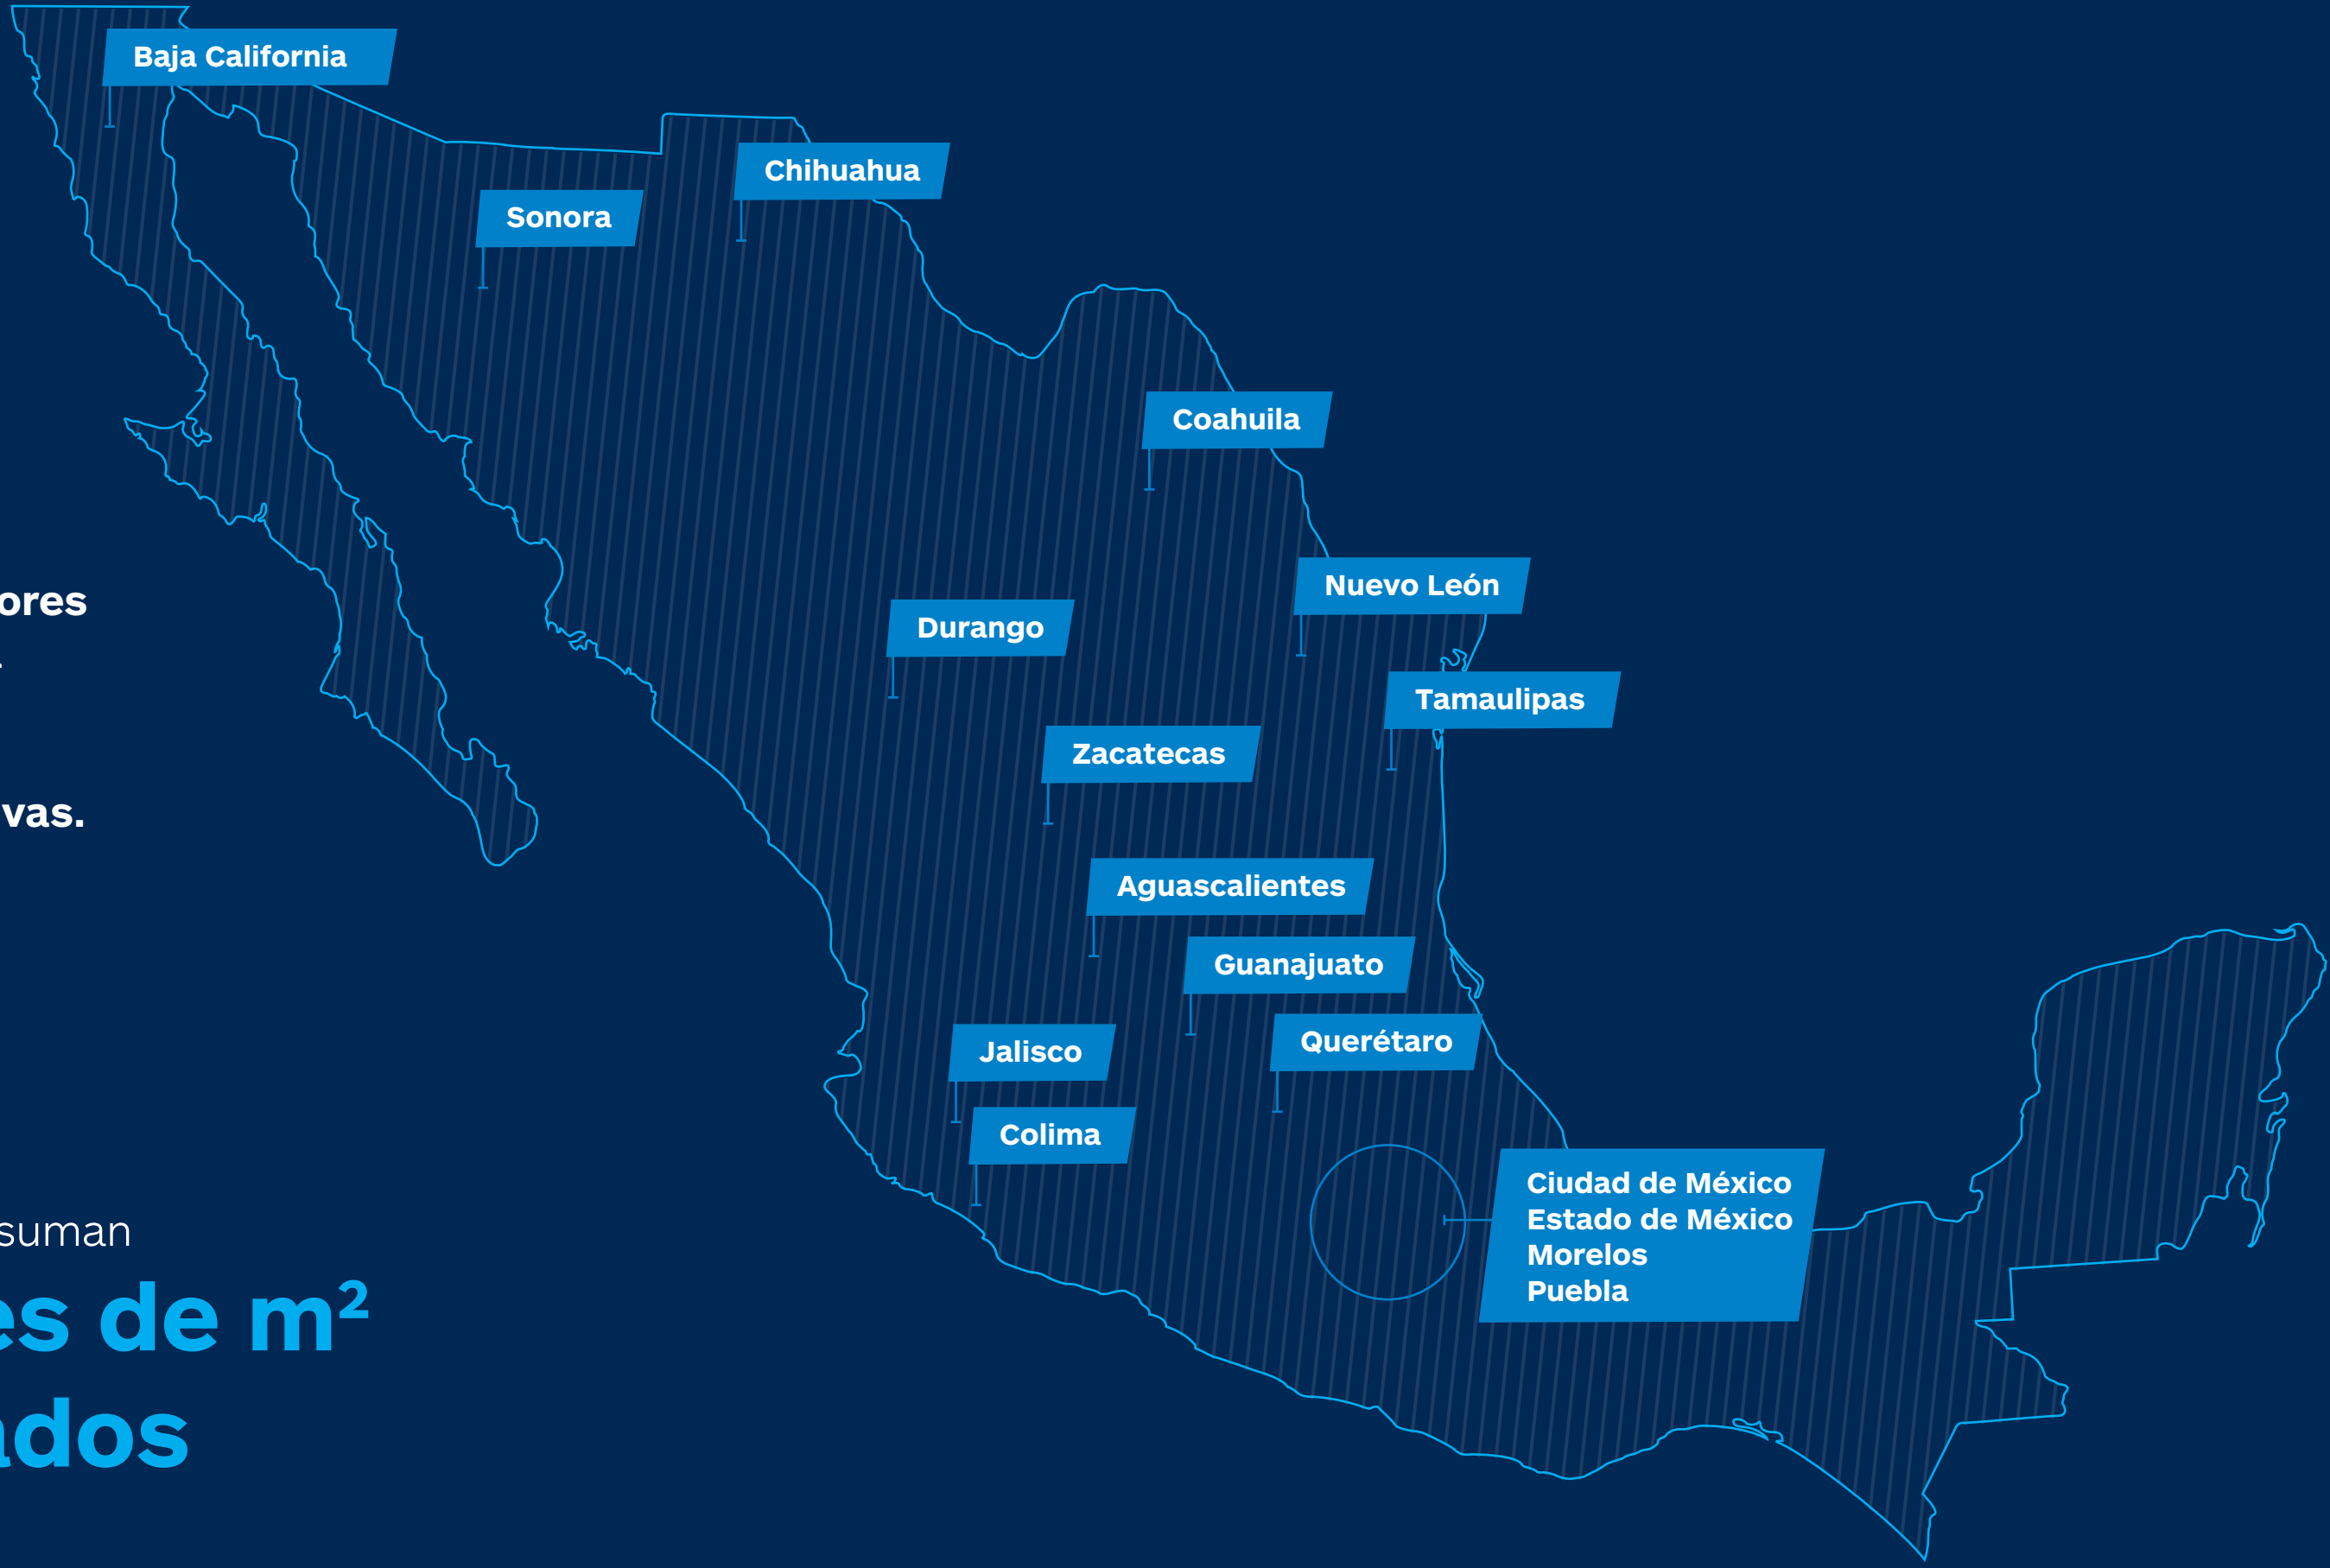 Baja California
Chihuahua
Sonora
Coahuila
Nuevo León
Durango
Tamaulipas
Zacatecas
Aguascalientes
Guanajuato
Querétaro
Jalisco
Colima
Ciudad de México
Estado de México
Morelos
Puebla
ores
vas.
suman
es de m²
ados